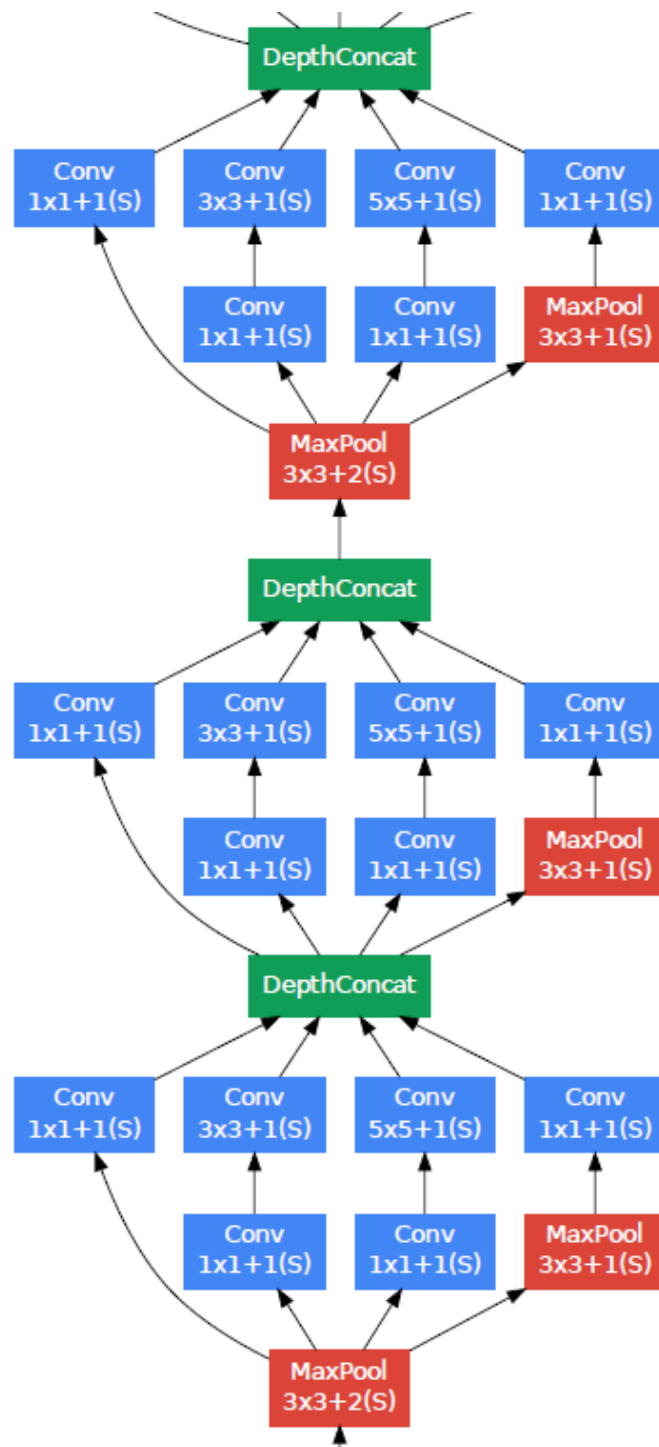 DepthConcat
Conv
1x1+1(S)
Conv
3x3+1(S)
Conv
5x5+1(S)
Conv
1x1+1(S)
Conv
1x1+1(S)
Conv
1x1+1(S)
MaxPool
3x3+1(S)
MaxPool
3x3+2(S)
DepthConcat
Conv
1x1+1(S)
Conv
3x3+1(S)
Conv
5x5+1(S)
Conv
1x1+1(S)
Conv
1x1+1(S)
Conv
1x1+1(S)
MaxPool
3x3+1(S)
DepthConcat
Conv
1x1+1(S)
Conv
3x3+1(S)
Conv
5x5+1(S)
Conv
1x1+1(S)
Conv
1x1+1(S)
Conv
1x1+1(S)
MaxPool
3x3+1(S)
MaxPool
3x3+2(S)